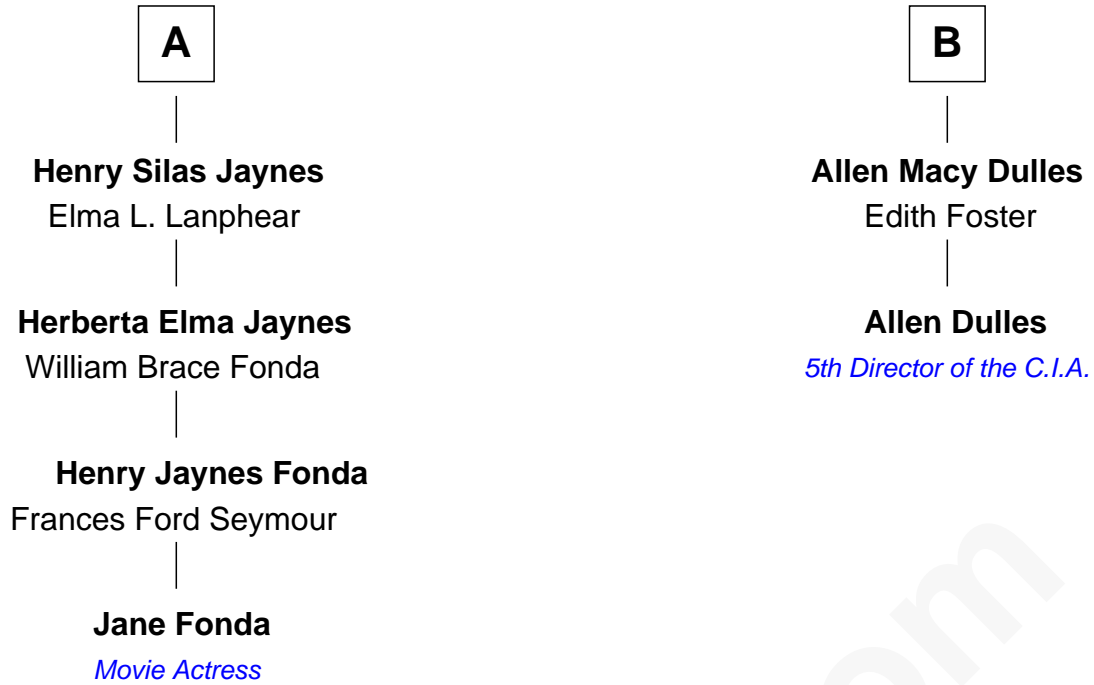 A
Henry Silas Jaynes
Elma L. Lanphear
Herberta Elma Jaynes
William Brace Fonda
Henry Jaynes Fonda
Frances Ford Seymour
Jane Fonda
Movie Actress
B
Allen Macy Dulles
Edith Foster
Allen Dulles
5th Director of the C.I.A.
om